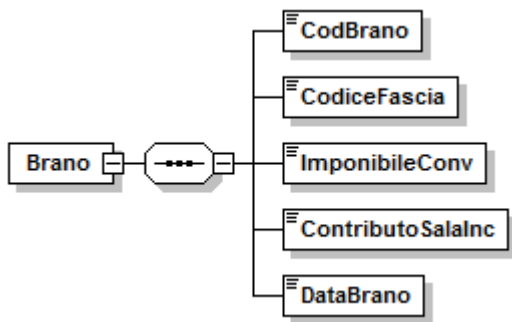 CodBrano
CodiceFascia
Brano
ImponibileConv
ContributoSalaInc
DataBrano